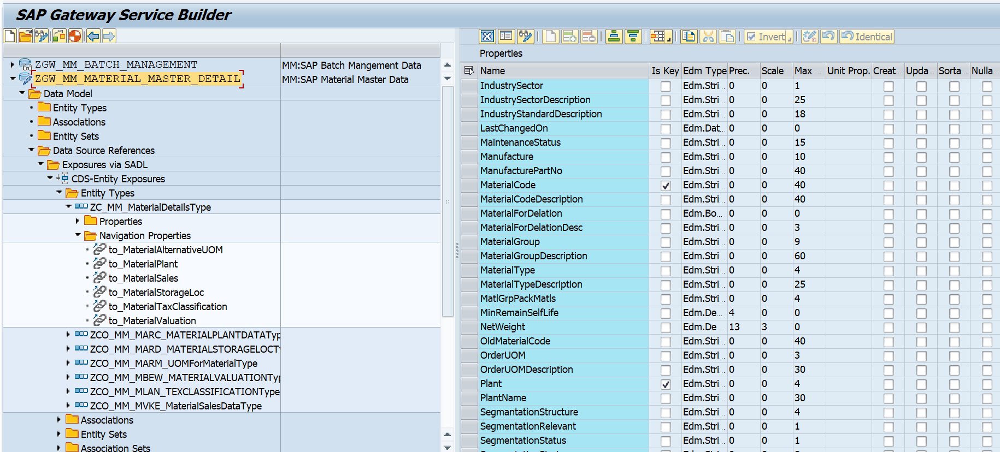 SAP Gateway Service Builder
Invert
Identical
Properties
ZGW_MM_BATCH_MANAGEMENT MM:SAP Batch Mangement Data
ZGW_MM_MATERIAL_MASTER_DETAIL MM:SAP Material Master Data
Data Model
Entity Types
Associations
Entity Sets
Data Source References
Exposures via SADL
CDS-Entity Exposures
Entity Types
ZC_MM_MaterialDetailsType
Properties
Navigation Properties
to_MaterialAlternativeUOM
to_MaterialPlant
to_MaterialSales
to_MaterialStorageLoc
to_MaterialTaxClassification
to_MaterialValuation
ZCO_MM_MARC_MATERIALPLANTDATATyp
ZCO_MM_MARD_MATERIALSTORAGELOCT
ZCO_MM_MARM_UOMForMaterialType
ZCO_MM_MBEW_MATERIALVALUATIONTyp
ZCO_MM_MLAN_TEXCLASSIFICATIONType
ZCO_MM_MVKE_MaterialSalesDataType
Associations
Entity Sets
Association Sets
Name Is Key Edm Type Prec. Scale Max ... Unit Prop. Creat... Upda... Sorta... Nulla...
IndustrySector Edm.Stri... 0 0 1
IndustrySectorDescription Edm.Stri... 0 0 25
IndustryStandardDescription Edm.Stri... 0 0 18
LastChangedOn Edm.Dat... 0 0 0
MaintenanceStatus Edm.Stri... 0 0 15
Manufacture Edm.Stri... 0 0 10
ManufacturePartNo Edm.Stri... 0 0 40
MaterialCode Edm.Stri... 0 0 40
MaterialCodeDescription Edm.Stri... 0 0 40
MaterialForDelation Edm.Bo... 0 0 0
MaterialForDelationDesc Edm.Stri... 0 0 3
MaterialGroup Edm.Stri... 0 0 9
MaterialGroupDescription Edm.Stri... 0 0 60
MaterialType Edm.Stri... 0 0 4
MaterialTypeDescription Edm.Stri... 0 0 25
MatlGrpPackMatls Edm.Stri... 0 0 4
MinRemainSelfLife Edm.De... 4 0 0
NetWeight Edm.De... 13 3 0
OldMaterialCode Edm.Stri... 0 0 40
OrderUOM Edm.Stri... 0 0 3
OrderUOMDescription Edm.Stri... 0 0 30
Plant Edm.Stri... 0 0 4
PlantName Edm.Stri... 0 0 30
SegmantationStructure Edm.Stri... 0 0 4
SegmentationRelevant Edm.Stri... 0 0 1
SegmentationStatus Edm.Stri... 0 0 1